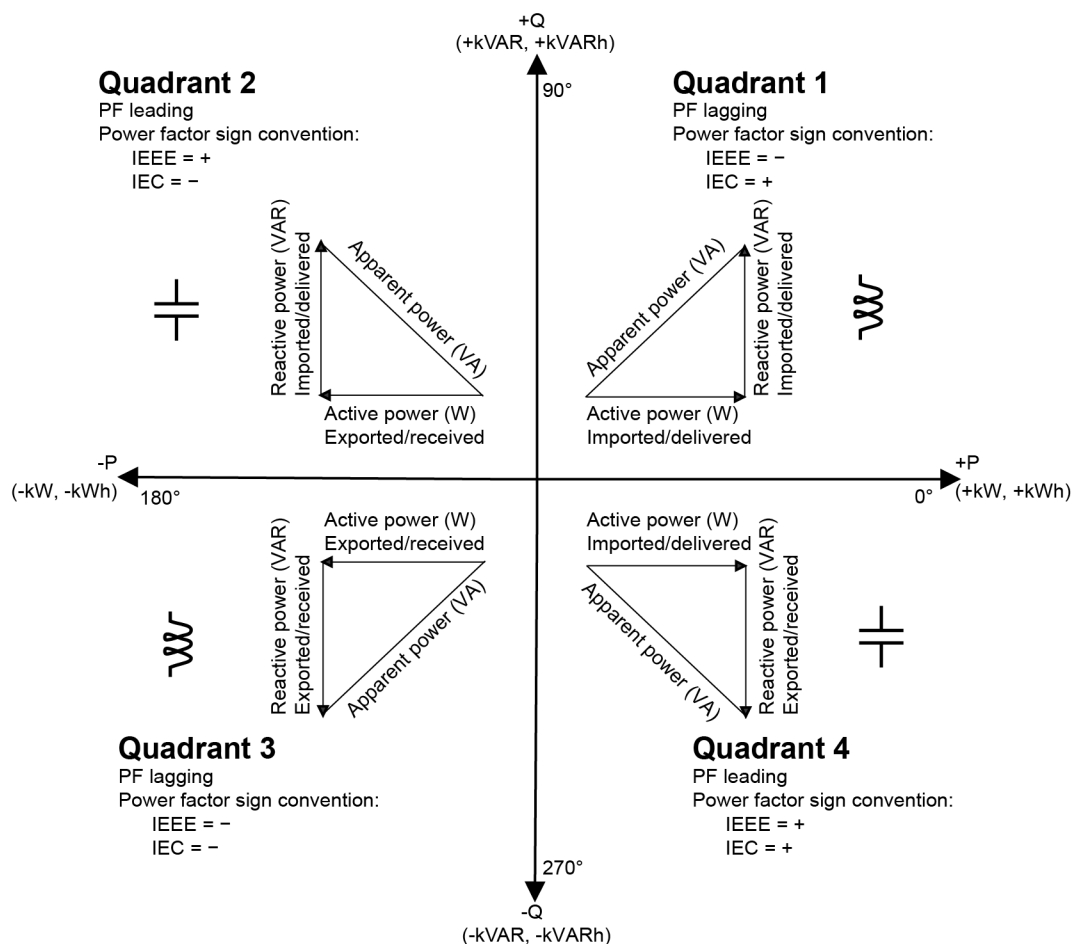 +Q
(+kVAR, +kVARh)
90°
Quadrant 2
PF leading
Power factor sign convention:
IEEE = +
IEC = −
Reactive power (VAR)
Imported/delivered
Apparent power (VA)
Active power (W)
Exported/received
Quadrant 1
PF lagging
Power factor sign convention:
IEEE = −
IEC = +
Apparent power (VA)
Reactive power (VAR)
Imported/delivered
Active power (W)
Imported/delivered
-P
(-kW, -kWh)
180°
0°
+P
(+kW, +kWh)
Active power (W)
Exported/received
Reactive power (VAR)
Exported/received
Apparent power (VA)
Quadrant 3
PF lagging
Power factor sign convention:
IEEE = −
IEC = −
Active power (W)
Imported/delivered
Apparent power (VA)
Reactive power (VAR)
Exported/received
Quadrant 4
PF leading
Power factor sign convention:
IEEE = +
IEC = +
270°
-Q
(-kVAR, -kVARh)